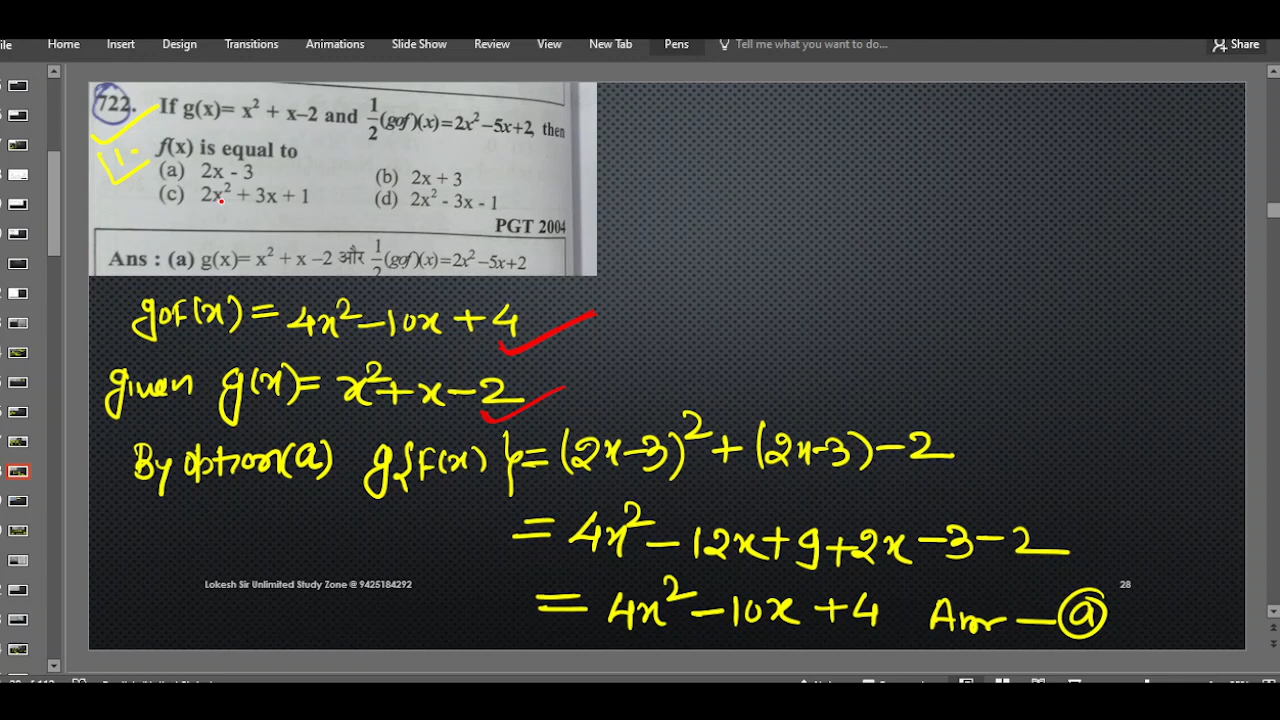 File Home Insert Design Transitions Animations Slide Show Review View New Tab Pens Tell me what you want to do... Share
722. If g(x)= x² + x–2 and 1/2(gof)(x)=2x²–5x+2, then
f(x) is equal to
(a) 2x - 3 (b) 2x + 3
(c) 2x² + 3x + 1 (d) 2x² - 3x - 1
PGT 2004
Ans : (a) g(x)= x² + x –2 और 1/2(gof)(x)=2x²–5x+2
gof(x) = 4x² – 10x + 4
given g(x) = x² + x – 2
By option(a) g{f(x)} = (2x–3)² + (2x–3) – 2
= 4x² – 12x + 9 + 2x – 3 – 2
Lokesh Sir Unlimited Study Zone @ 9425184292 28
= 4x² – 10x + 4 Ans – (a)